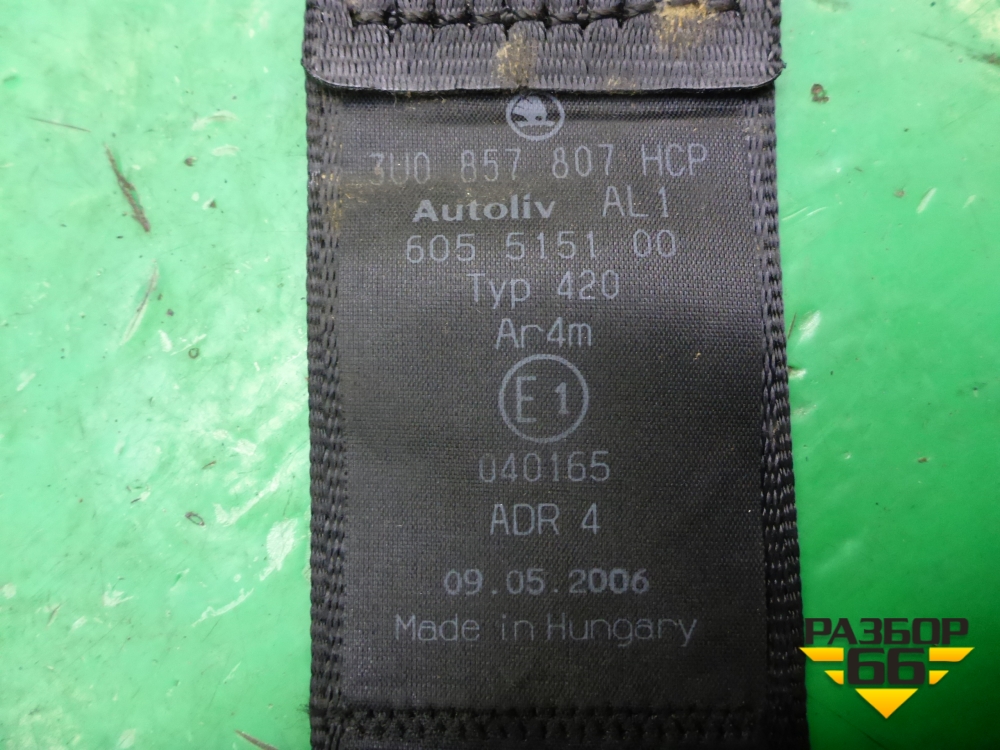 3U0 857 807 HCP
Autoliv AL1
605 5151 00
Typ 420
Ar4m
E1
040165
ADR 4
09.05.2006
Made in Hungary
РАЗБОР
66